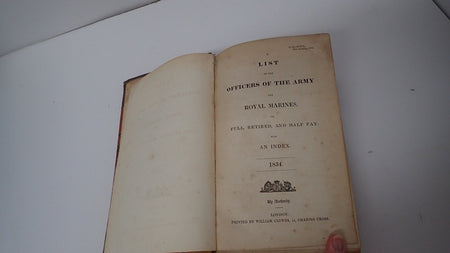 A
LIST
OF THE
OFFICERS OF THE ARMY
AND
ROYAL MARINES,
ON
FULL, RETIRED, AND HALF PAY:
WITH
AN INDEX.
1834.
By Authority.
LONDON:
PRINTED BY WILLIAM CLOWES, 14, CHARING CROSS.